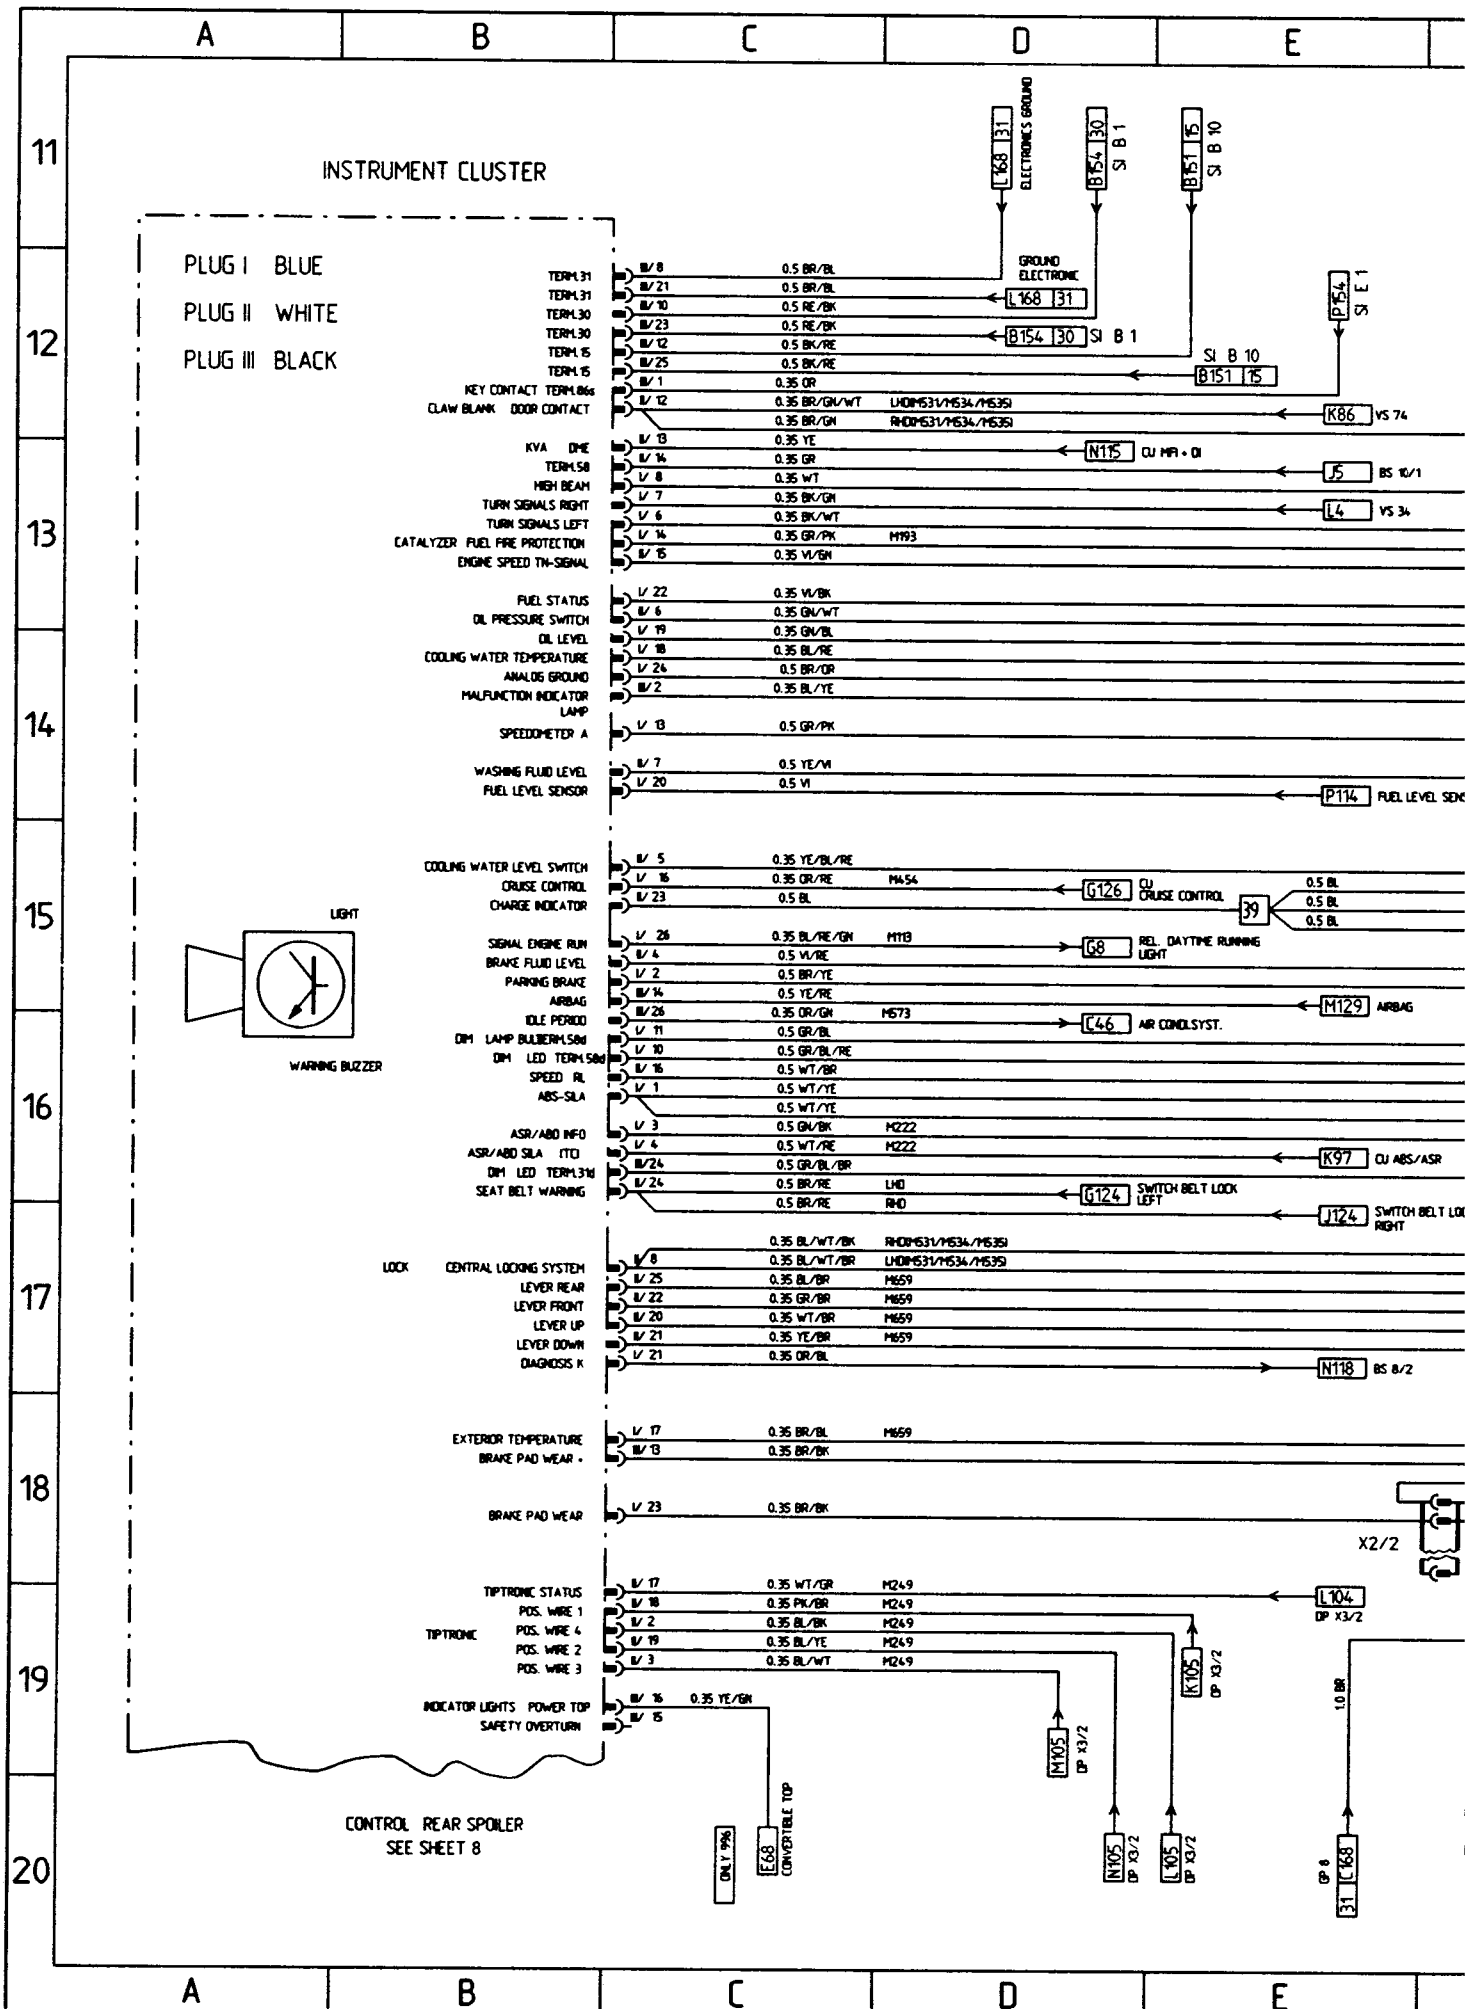 A B C D E
11
INSTRUMENT CLUSTER
L168 31
ELECTRONICS GROUND
B154 30
SI B 1
B151 15
SI B 10
PLUG I BLUE
PLUG II WHITE
PLUG III BLACK
12
TERM.31 III/ 8 0.5 BR/BL
GROUND
ELECTRONIC
TERM.31 III/ 21 0.5 BR/BL L168 31
TERM.30 III/ 10 0.5 RE/BK
TERM.30 III/ 23 0.5 RE/BK B154 30 SI B 1
TERM.15 III/ 12 0.5 BK/RE
SI B 10
TERM.15 III/ 25 0.5 BK/RE B151 15
P154
SI E 1
KEY CONTACT TERM.86s III/ 1 0.35 OR
CLAW BLANK DOOR CONTACT II/ 12 0.35 BR/GN/WT LHD(M531/M534/M535) K86 VS 74
0.35 BR/GN RHD(M531/M534/M535)
13
KVA DME II/ 13 0.35 YE N115 CU MFI + DI
TERM.58 II/ 14 0.35 GR J5 BS 10/1
HIGH BEAM I/ 8 0.35 WT
TURN SIGNALS RIGHT I/ 7 0.35 BK/GN L4 VS 34
TURN SIGNALS LEFT I/ 6 0.35 BK/WT
CATALYZER FUEL FIRE PROTECTION I/ 14 0.35 GR/PK M193
ENGINE SPEED TN-SIGNAL II/ 15 0.35 VI/GN
FUEL STATUS I/ 22 0.35 VI/BK
OIL PRESSURE SWITCH II/ 6 0.35 GN/WT
OIL LEVEL I/ 19 0.35 GN/BL
COOLING WATER TEMPERATURE I/ 18 0.35 BL/RE
ANALOG GROUND I/ 24 0.5 BR/OR
MALFUNCTION INDICATOR III/ 2 0.35 BL/YE
LAMP
14
SPEEDOMETER A I/ 13 0.5 GR/PK
WASHING FLUID LEVEL II/ 7 0.5 YE/VI
FUEL LEVEL SENSOR I/ 20 0.5 VI P114 FUEL LEVEL SENS
15
COOLING WATER LEVEL SWITCH II/ 5 0.35 YE/BL/RE
CRUISE CONTROL I/ 16 0.35 OR/RE M454 G126 CU
CRUISE CONTROL
CHARGE INDICATOR II/ 23 0.5 BL 39
0.5 BL
0.5 BL
0.5 BL
LIGHT
SIGNAL ENGINE RUN I/ 26 0.35 BL/RE/GN M113 G8 REL. DAYTIME RUNNING
LIGHT
BRAKE FLUID LEVEL II/ 4 0.5 VI/RE
PARKING BRAKE I/ 2 0.5 BR/YE
AIRBAG III/ 14 0.5 YE/RE M129 AIRBAG
IDLE PERIOD III/26 0.35 OR/GN M573 C46 AIR COND.SYST.
DIM LAMP BULBTERM.58d I/ 11 0.5 GR/BL
DIM LED TERM.58d I/ 10 0.5 GR/BL/RE
WARNING BUZZER
SPEED RL II/ 16 0.5 WT/BR
16
ABS-SILA I/ 1 0.5 WT/YE
0.5 WT/YE
ASR/ABD INFO I/ 3 0.5 GN/BK M222
ASR/ABD SILA (TC) I/ 4 0.5 WT/RE M222 K97 CU ABS/ASR
DIM LED TERM.31d III/24 0.5 GR/BL/BR
SEAT BELT WARNING II/ 24 0.5 BR/RE LHD G124 SWITCH BELT LOCK
LEFT
0.5 BR/RE RHD J124 SWITCH BELT LOC
RIGHT
17
0.35 BL/WT/BK RHD(M531/M534/M535)
LOCK CENTRAL LOCKING SYSTEM II/ 8 0.35 BL/WT/BR LHD(M531/M534/M535)
LEVER REAR II/ 25 0.35 BL/BR M659
LEVER FRONT II/ 22 0.35 GR/BR M659
LEVER UP II/ 20 0.35 WT/BR M659
LEVER DOWN II/ 21 0.35 YE/BR M659
DIAGNOSIS K I/ 21 0.35 OR/BL N118 BS 8/2
18
EXTERIOR TEMPERATURE I/ 17 0.35 BR/BL M659
BRAKE PAD WEAR + III/ 13 0.35 BR/BK
BRAKE PAD WEAR I/ 23 0.35 BR/BK
X2/2
19
TIPTRONIC STATUS II/ 17 0.35 WT/GR M249 L104
DP X3/2
POS. WIRE 1 II/ 18 0.35 PK/BR M249
TIPTRONIC POS. WIRE 4 II/ 2 0.35 BL/BK M249
POS. WIRE 2 II/ 19 0.35 BL/YE M249
POS. WIRE 3 II/ 3 0.35 BL/WT M249
K105
DP X3/2
1.0 BR
INDICATOR LIGHTS POWER TOP III/ 16 0.35 YE/GN
SAFETY OVERTURN III/ 15
M105
DP X3/2
20
CONTROL REAR SPOILER
SEE SHEET 8
ONLY 996
E68
CONVERTIBLE TOP
N105
DP X3/2
L105
DP X3/2
GP 8
31 C168
A B C D E